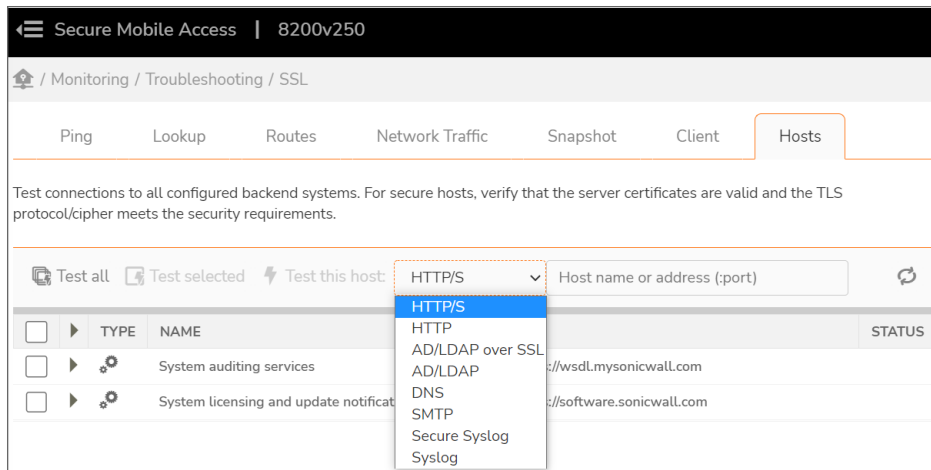 Secure Mobile Access | 8200v250
/ Monitoring / Troubleshooting / SSL
Ping Lookup Routes Network Traffic Snapshot Client Hosts
Test connections to all configured backend systems. For secure hosts, verify that the server certificates are valid and the TLS
protocol/cipher meets the security requirements.
Test all Test selected Test this host: HTTP/S Host name or address (:port)
HTTP/S
HTTP
AD/LDAP over SSL
AD/LDAP
DNS
SMTP
Secure Syslog
Syslog
TYPE NAME STATUS
System auditing services ://wsdl.mysonicwall.com
System licensing and update ://software.sonicwall.com